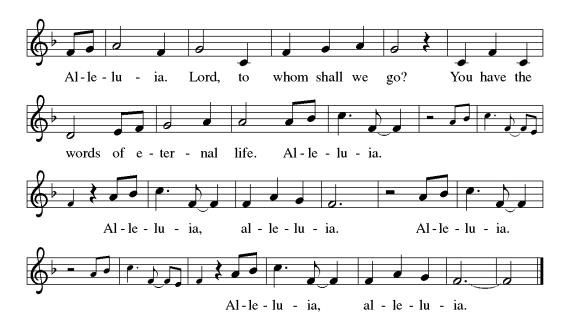 Al - le - lu - ia. Lord, to whom shall we go? You have the
words of e - ter - nal life. Al - le - lu - ia.
Al - le - lu - ia, al - le - lu - ia. Al - le - lu - ia.
Al - le - lu - ia, al - le - lu - ia.